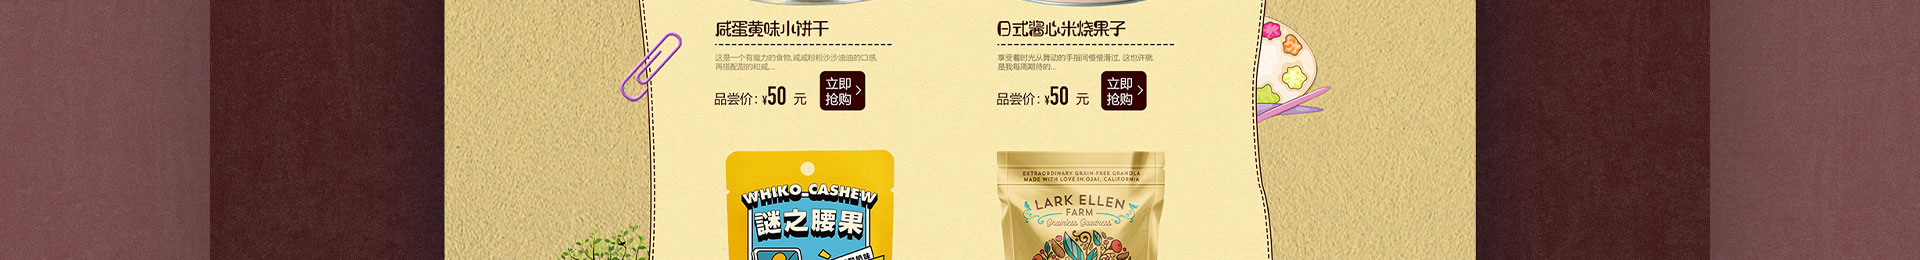 咸蛋黄味小饼干
这是一个有魔力的食物,咸咸粉粉沙沙油油的口感,
再搭配甜的和咸...
品尝价：¥50 元
立即
抢购
日式酱心米烧果子
享受着时光从舞动的手指间慢慢滑过, 这也许就
是我每周期待的...
品尝价：¥50 元
立即
抢购
WHIKO_CASHEW
謎之腰果
EXTRAORDINARY GRAIN-FREE GRANOLA
MADE WITH LOVE IN OJAI, CALIFORNIA
LARK ELLEN
FARM
Grainless Goodness